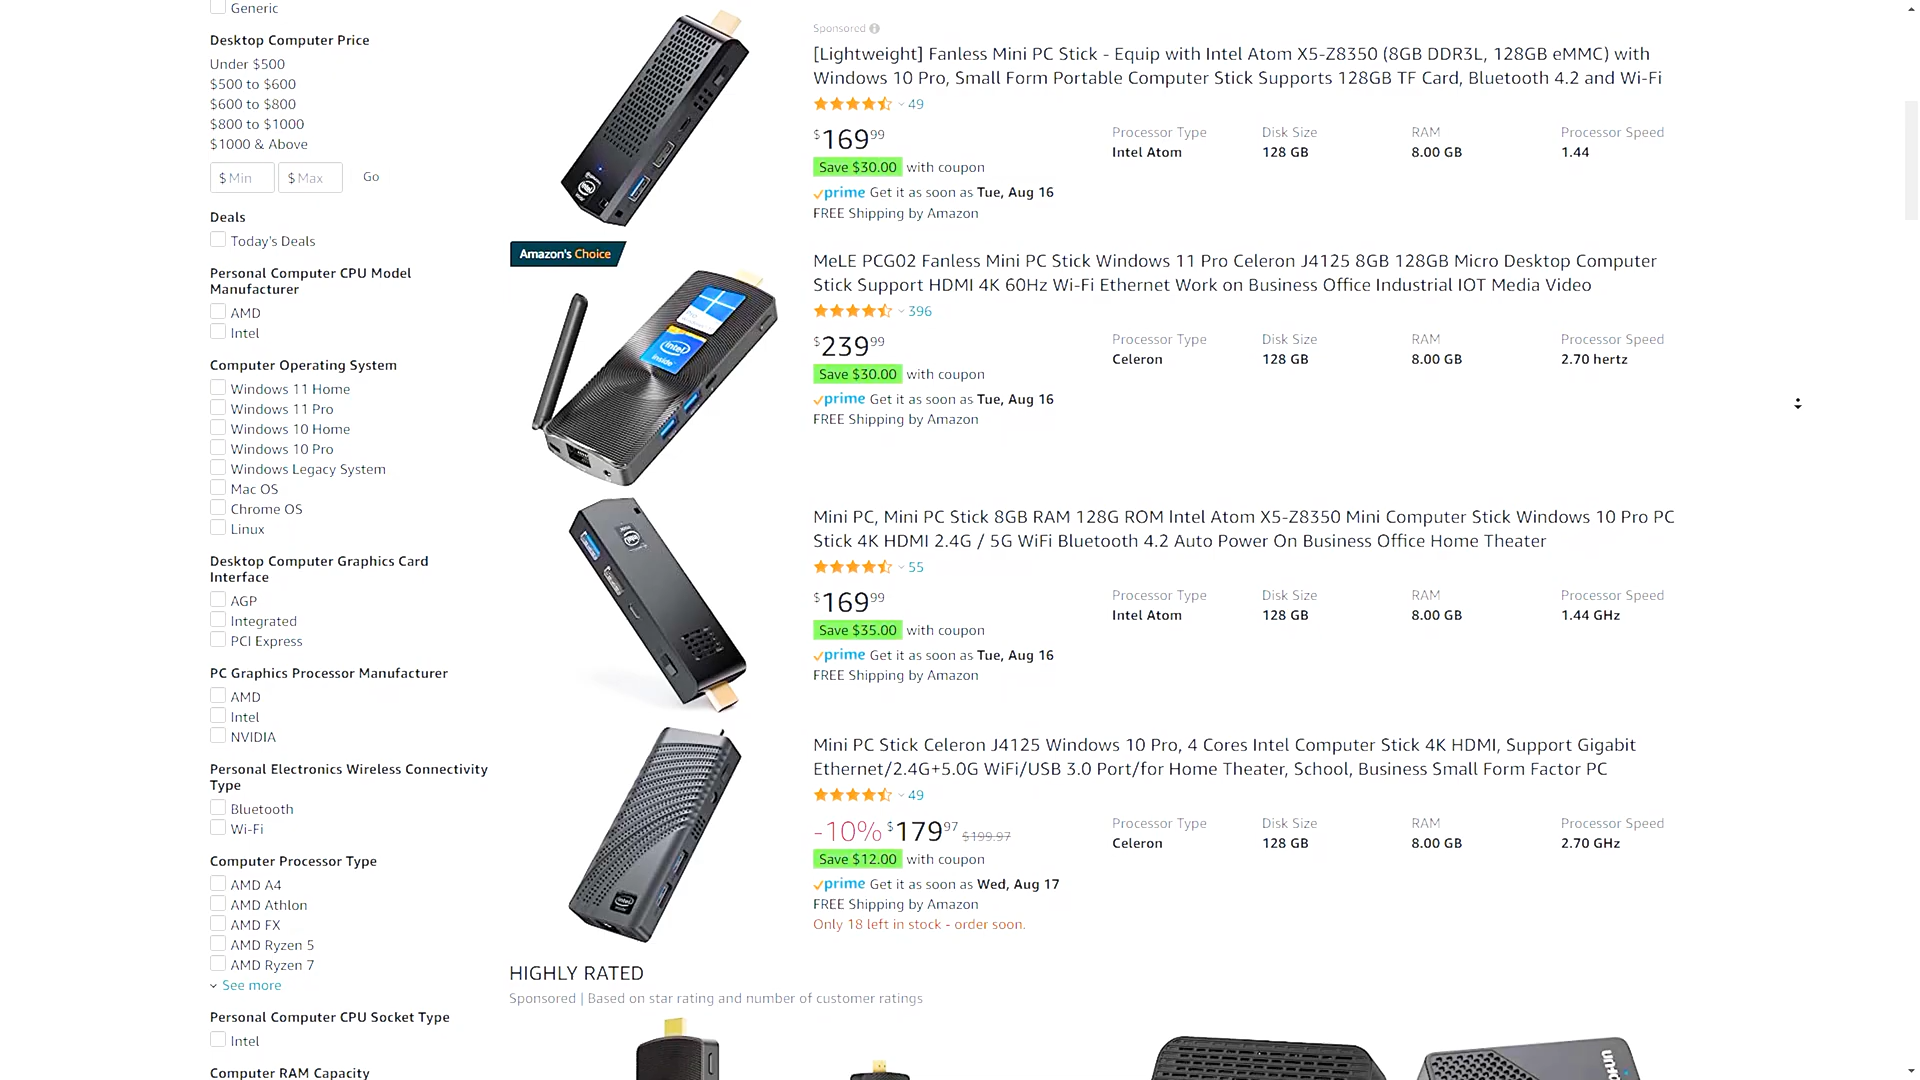 Generic
Desktop Computer Price
Under $500
$500 to $600
$600 to $800
$800 to $1000
$1000 & Above
$ Min
$ Max
Go
Deals
Today's Deals
Personal Computer CPU Model
Manufacturer
AMD
Intel
Computer Operating System
Windows 11 Home
Windows 11 Pro
Windows 10 Home
Windows 10 Pro
Windows Legacy System
Mac OS
Chrome OS
Linux
Desktop Computer Graphics Card
Interface
AGP
Integrated
PCI Express
PC Graphics Processor Manufacturer
AMD
Intel
NVIDIA
Personal Electronics Wireless Connectivity
Type
Bluetooth
Wi-Fi
Computer Processor Type
AMD A4
AMD Athlon
AMD FX
AMD Ryzen 5
AMD Ryzen 7
See more
Personal Computer CPU Socket Type
Intel
Computer RAM Capacity
Sponsored
[Lightweight] Fanless Mini PC Stick - Equip with Intel Atom X5-Z8350 (8GB DDR3L, 128GB eMMC) with
Windows 10 Pro, Small Form Portable Computer Stick Supports 128GB TF Card, Bluetooth 4.2 and Wi-Fi
49
$169 99
Save $30.00 with coupon
prime Get it as soon as Tue, Aug 16
FREE Shipping by Amazon
Processor Type Disk Size RAM Processor Speed
Intel Atom 128 GB 8.00 GB 1.44
Amazon's Choice
MeLE PCG02 Fanless Mini PC Stick Windows 11 Pro Celeron J4125 8GB 128GB Micro Desktop Computer
Stick Support HDMI 4K 60Hz Wi-Fi Ethernet Work on Business Office Industrial IOT Media Video
396
$239 99
Save $30.00 with coupon
prime Get it as soon as Tue, Aug 16
FREE Shipping by Amazon
Processor Type Disk Size RAM Processor Speed
Celeron 128 GB 8.00 GB 2.70 hertz
intel
inside
Mini PC, Mini PC Stick 8GB RAM 128G ROM Intel Atom X5-Z8350 Mini Computer Stick Windows 10 Pro PC
Stick 4K HDMI 2.4G / 5G WiFi Bluetooth 4.2 Auto Power On Business Office Home Theater
55
$169 99
Save $35.00 with coupon
prime Get it as soon as Tue, Aug 16
FREE Shipping by Amazon
Processor Type Disk Size RAM Processor Speed
Intel Atom 128 GB 8.00 GB 1.44 GHz
Mini PC Stick Celeron J4125 Windows 10 Pro, 4 Cores Intel Computer Stick 4K HDMI, Support Gigabit
Ethernet/2.4G+5.0G WiFi/USB 3.0 Port/for Home Theater, School, Business Small Form Factor PC
49
-10% $179 97 $199.97
Save $12.00 with coupon
prime Get it as soon as Wed, Aug 17
FREE Shipping by Amazon
Only 18 left in stock - order soon.
Processor Type Disk Size RAM Processor Speed
Celeron 128 GB 8.00 GB 2.70 GHz
intel
HIGHLY RATED
Sponsored | Based on star rating and number of customer ratings